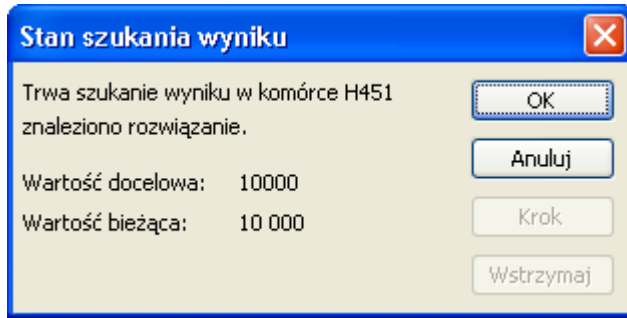 Stan szukania wyniku
Trwa szukanie wyniku w komórce H451
znaleziono rozwiązanie.
Wartość docelowa: 10000
Wartość bieżąca: 10 000
OK
Anuluj
Krok
Wstrzymaj